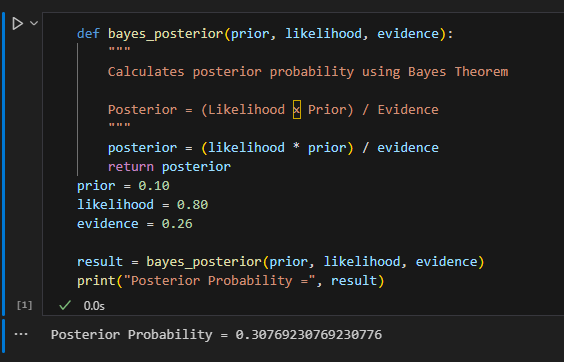 def bayes_posterior(prior, likelihood, evidence):
"""
Calculates posterior probability using Bayes Theorem
Posterior = (Likelihood × Prior) / Evidence
"""
posterior = (likelihood * prior) / evidence
return posterior
prior = 0.10
likelihood = 0.80
evidence = 0.26
result = bayes_posterior(prior, likelihood, evidence)
print("Posterior Probability =", result)
[1]
0.0s
Posterior Probability = 0.30769230769230776